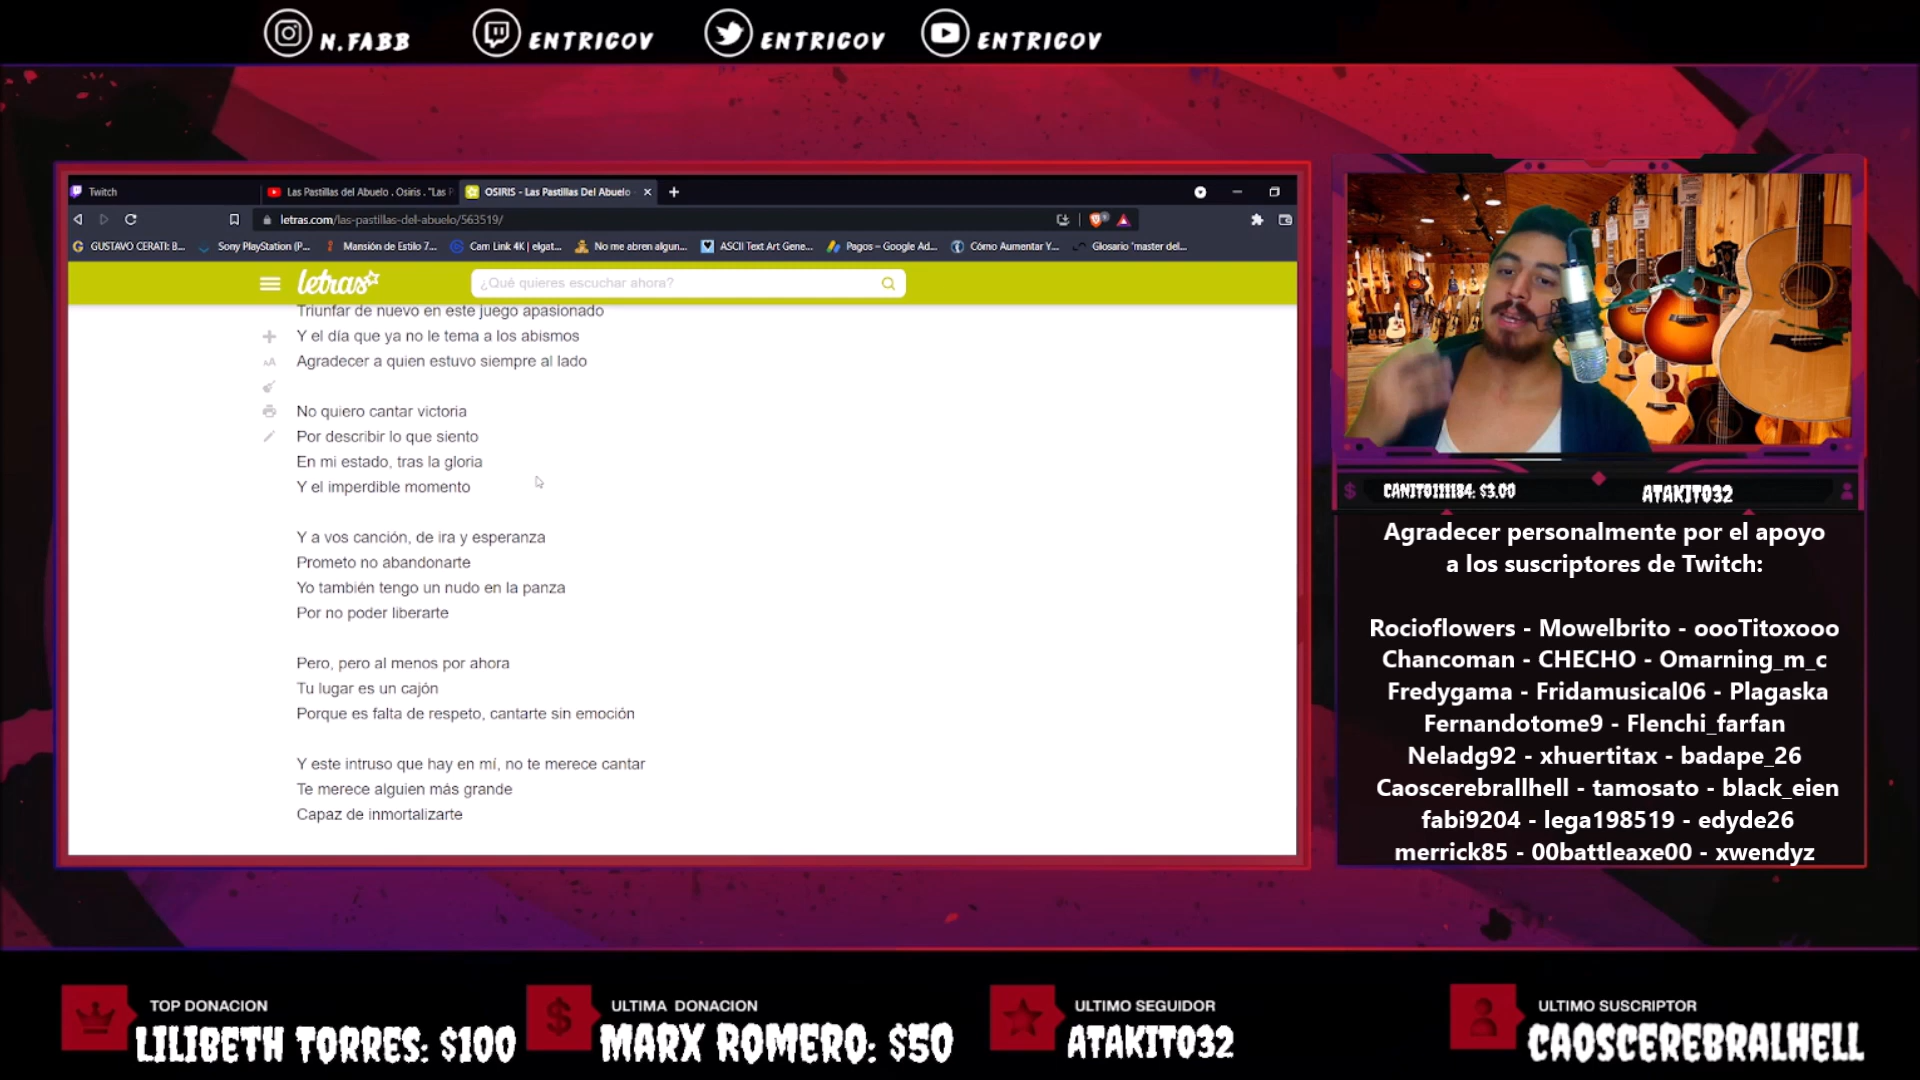 N.FABB
ENTRIGOV
ENTRIGOV
ENTRIGOV
Twitch
Las Pastillas del Abuelo . Osiris . "Las P
OSIRIS - Las Pastillas Del Abuelo
letras.com/las-pastillas-del-abuelo/563519/
GUSTAVO CERATI: B...
Sony PlayStation (P...
Mansión de Estilo 7...
Cam Link 4K | elgat...
No me abren algun...
ASCII Text Art Gene...
Pagos – Google Ad...
Cómo Aumentar Y...
Glosario 'master del...
letras
¿Qué quieres escuchar ahora?
Triunfar de nuevo en este juego apasionado
Y el día que ya no le tema a los abismos
Agradecer a quien estuvo siempre al lado
No quiero cantar victoria
Por describir lo que siento
En mi estado, tras la gloria
Y el imperdible momento
Y a vos canción, de ira y esperanza
Prometo no abandonarte
Yo también tengo un nudo en la panza
Por no poder liberarte
Pero, pero al menos por ahora
Tu lugar es un cajón
Porque es falta de respeto, cantarte sin emoción
Y este intruso que hay en mí, no te merece cantar
Te merece alguien más grande
Capaz de inmortalizarte
CANITO111184: $3.00
ATAKITO32
Agradecer personalmente por el apoyo
a los suscriptores de Twitch:
Rocioflowers - Mowelbrito - oooTitoxooo
Chancoman - CHECHO - Omarning_m_c
Fredygama - Fridamusical06 - Plagaska
Fernandotome9 - Flenchi_farfan
Neladg92 - xhuertitax - badape_26
Caoscerebrallhell - tamosato - black_eien
fabi9204 - lega198519 - edyde26
merrick85 - 00battleaxe00 - xwendyz
TOP DONACION
LILIBETH TORRES: $100
ULTIMA DONACION
MARX ROMERO: $50
ULTIMO SEGUIDOR
ATAKITO32
ULTIMO SUSCRIPTOR
CAOSCEREBRALHELL